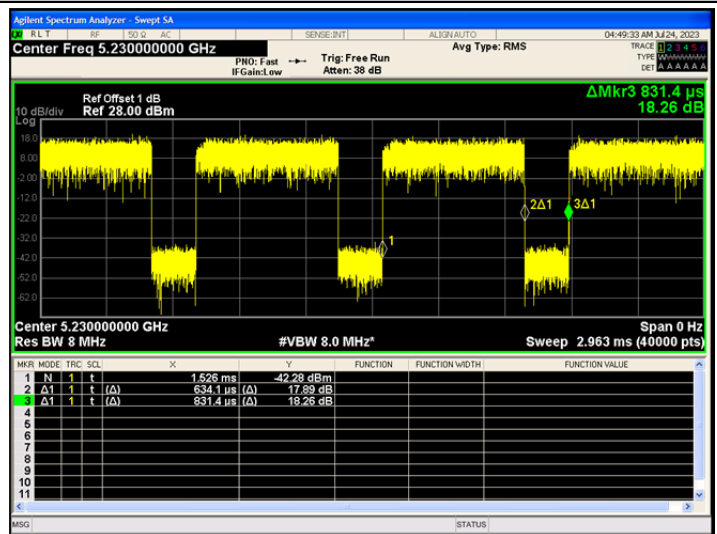 Agilent Spectrum Analyzer - Swept SA
RLT RF 50 Ω AC SENSE:INT ALIGN AUTO 04:49:33 AM Jul 24, 2023
Center Freq 5.230000000 GHz
PNO: Fast
IFGain:Low
Trig: Free Run
Atten: 38 dB
Avg Type: RMS
TRACE 1 2 3 4 5 6
TYPE
DET A A A A A A
10 dB/div
Log
Ref Offset 1 dB
Ref 28.00 dBm
ΔMkr3 831.4 µs
18.26 dB
18.0
8.00
-2.00
-12.0
-22.0
-32.0
-42.0
-52.0
-62.0
1
2Δ1
3Δ1
Center 5.230000000 GHz Span 0 Hz
Res BW 8 MHz #VBW 8.0 MHz* Sweep 2.963 ms (40000 pts)
MKR MODE TRC SCL X Y FUNCTION FUNCTION WIDTH FUNCTION VALUE
1 N 1 t 1.526 ms -42.28 dBm
2 Δ1 1 t (Δ) 634.1 µs (Δ) 17.89 dB
3 Δ1 1 t (Δ) 831.4 µs (Δ) 18.26 dB
4
5
6
7
8
9
10
11
MSG STATUS